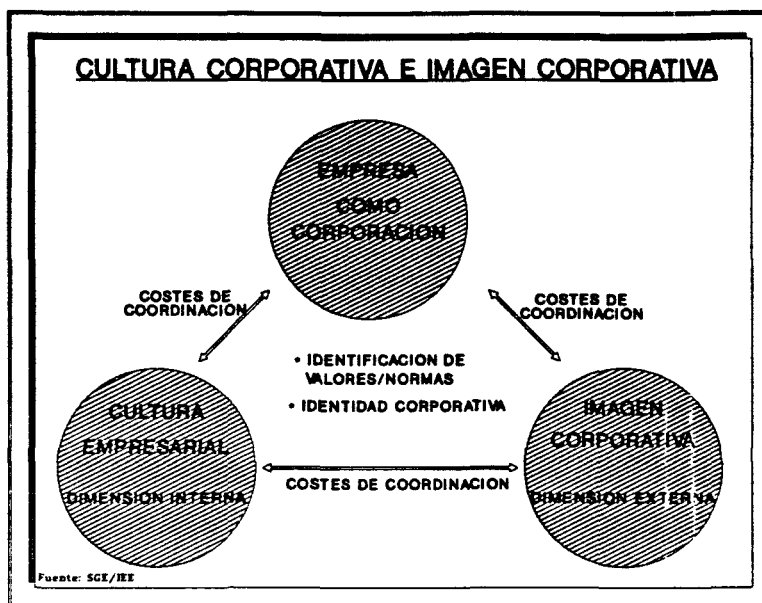 CULTURA CORPORATIVA E IMAGEN CORPORATIVA
EMPRESA
COMO
CORPORACION
COSTES DE
COORDINACION
COSTES DE
COORDINACION
• IDENTIFICACION DE
VALORES/NORMAS
• IDENTIDAD CORPORATIVA
CULTURA
EMPRESARIAL
DIMENSION INTERNA
IMAGEN
CORPORATIVA
DIMENSION EXTERNA
COSTES DE COORDINACION
Fuente: SGE/IEE